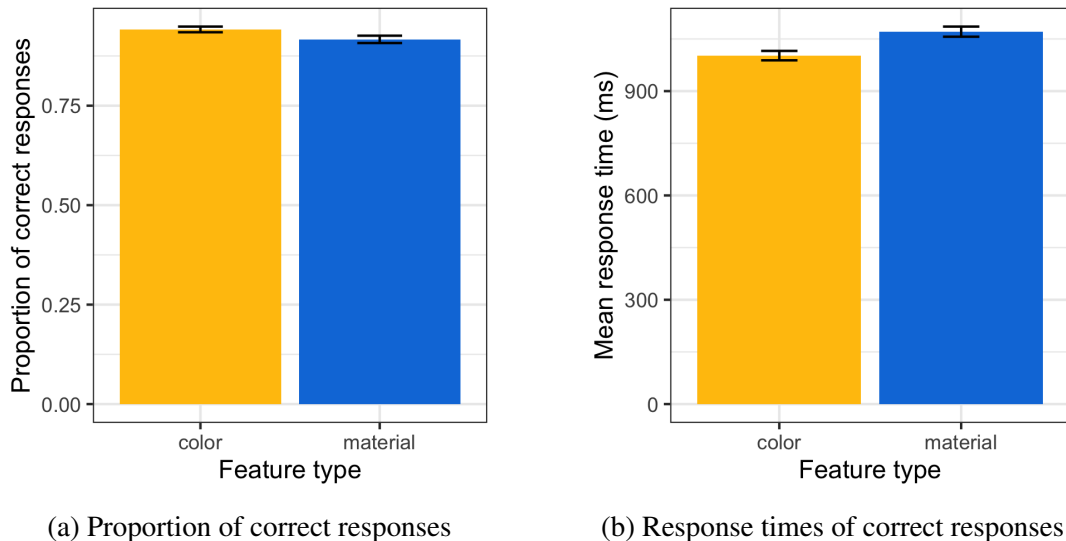 Proportion of correct responses
0.75
0.50
0.25
0.00
color
material
Feature type
(a) Proportion of correct responses
Mean response time (ms)
900
600
300
0
color
material
Feature type
(b) Response times of correct responses